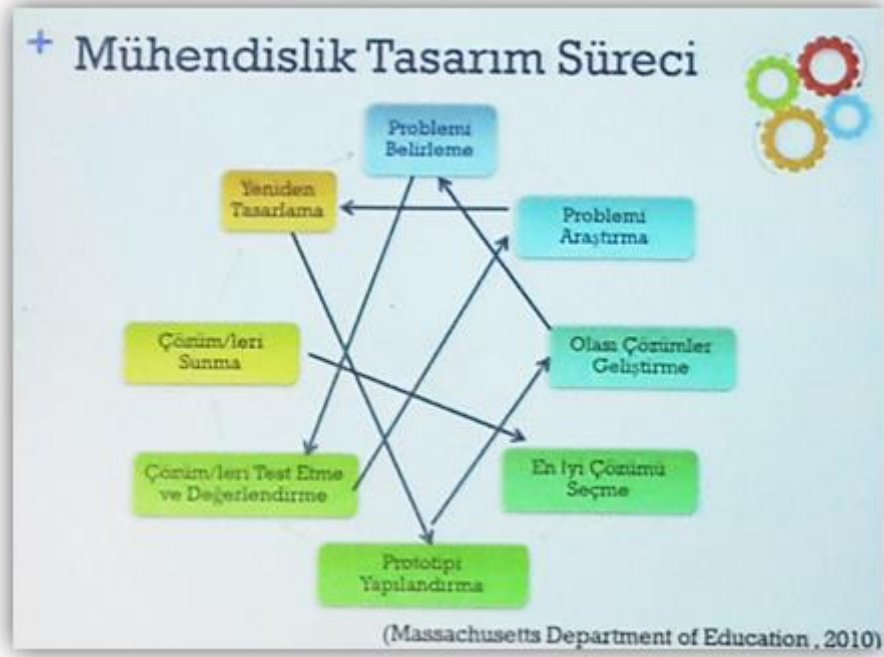 + Mühendislik Tasarım Süreci
Problemi
Belirleme
Yeniden
Tasarlama
Problemi
Araştırma
Çözüm/leri
Sunma
Olası Çözümler
Geliştirme
Çözüm/leri Test Etme
ve Değerlendirme
En İyi Çözümü
Seçme
Prototipi
Yapılandırma
(Massachusetts Department of Education , 2010)